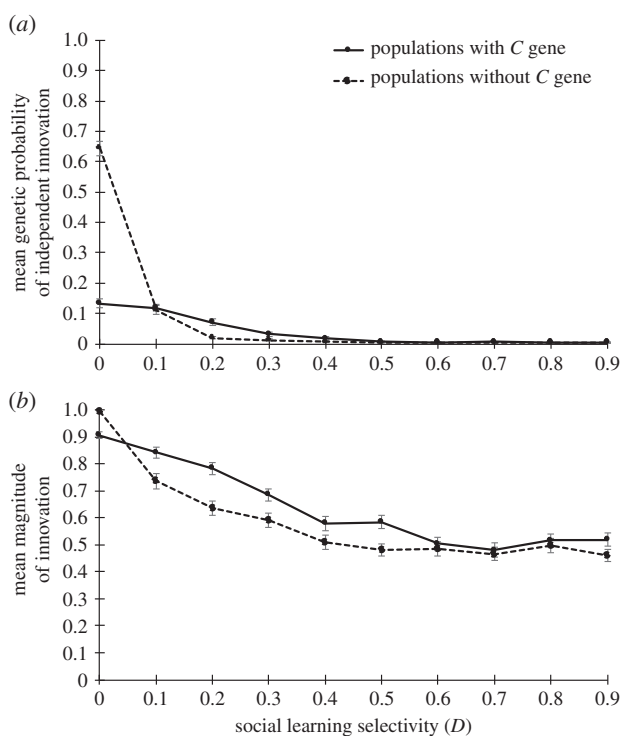 (a)
1.0
0.9
0.8
0.7
0.6
0.5
0.4
0.3
0.2
0.1
0
mean genetic probability
of independent innovation
populations with C gene
populations without C gene
0 0.1 0.2 0.3 0.4 0.5 0.6 0.7 0.8 0.9
(b)
1.0
0.9
0.8
0.7
0.6
0.5
0.4
0.3
0.2
0.1
0
mean magnitude
of innovation
0 0.1 0.2 0.3 0.4 0.5 0.6 0.7 0.8 0.9
social learning selectivity (D)